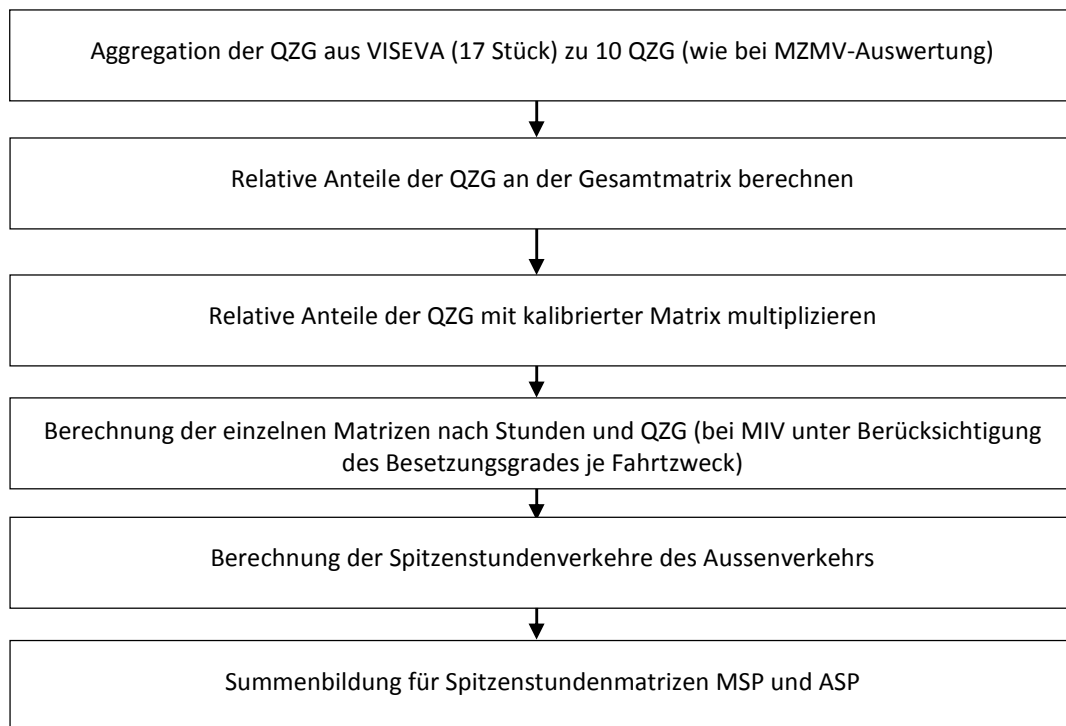 Aggregation der QZG aus VISEVA (17 Stück) zu 10 QZG (wie bei MZMV-Auswertung)
Relative Anteile der QZG an der Gesamtmatrix berechnen
Relative Anteile der QZG mit kalibrierter Matrix multiplizieren
Berechnung der einzelnen Matrizen nach Stunden und QZG (bei MIV unter Berücksichtigung
des Besetzungsgrades je Fahrtzweck)
Berechnung der Spitzenstundenverkehre des Aussenverkehrs
Summenbildung für Spitzenstundenmatrizen MSP und ASP